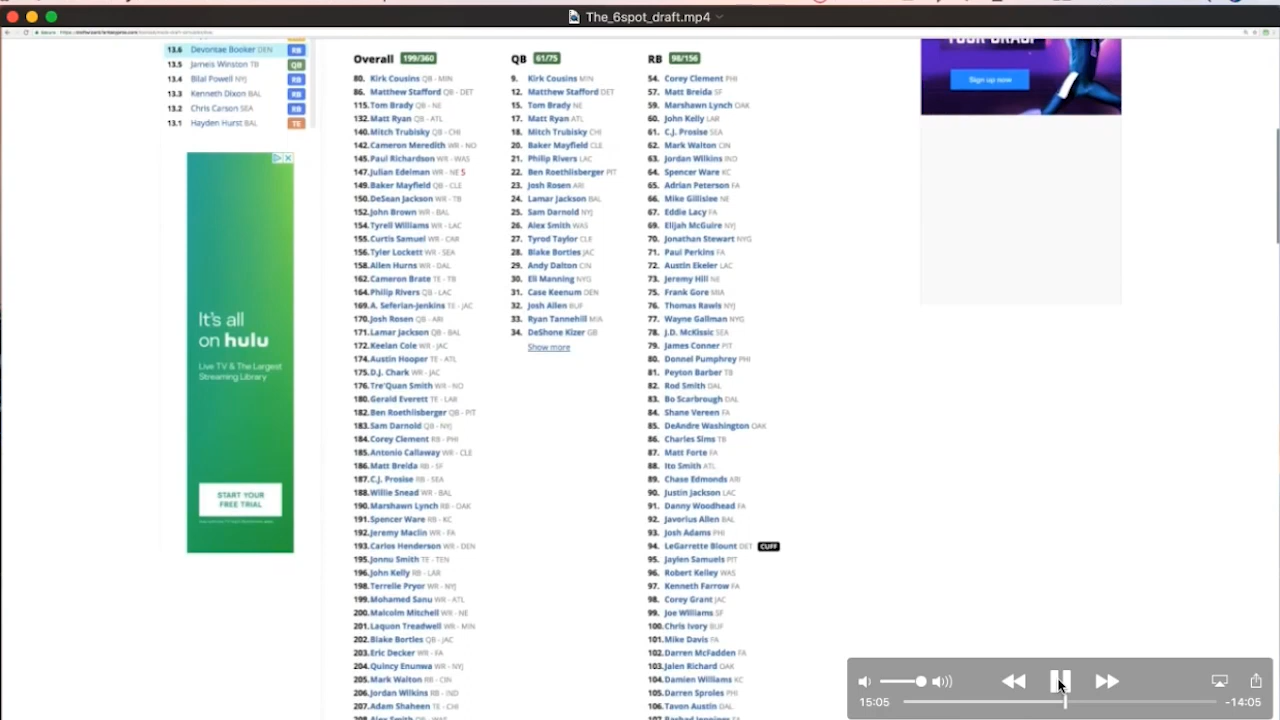 The_6spot_draft.mp4
13.6 Devontae Booker DEN RB
13.5 Jameis Winston TB QB
13.4 Bilal Powell NYJ RB
13.3 Kenneth Dixon BAL RB
13.2 Chris Carson SEA RB
13.1 Hayden Hurst BAL TE
It's all
on hulu
Live TV & The Largest
Streaming Library
START YOUR
FREE TRIAL
Overall 199/360
80. Kirk Cousins QB - MIN
86. Matthew Stafford QB - DET
115. Tom Brady QB - NE
132. Matt Ryan QB - ATL
140. Mitch Trubisky QB - CHI
142. Cameron Meredith WR - NO
145. Paul Richardson WR - WAS
147. Julian Edelman WR - NE 5
149. Baker Mayfield QB - CLE
150. DeSean Jackson WR - TB
152. John Brown WR - BAL
154. Tyrell Williams WR - LAC
155. Curtis Samuel WR - CAR
156. Tyler Lockett WR - SEA
158. Allen Hurns WR - DAL
162. Cameron Brate TE - TB
164. Philip Rivers QB - LAC
169. A. Seferian-Jenkins TE - JAC
170. Josh Rosen QB - ARI
171. Lamar Jackson QB - BAL
172. Keelan Cole WR - JAC
174. Austin Hooper TE - ATL
175. D.J. Chark WR - JAC
176. Tre'Quan Smith WR - NO
180. Gerald Everett TE - LAR
182. Ben Roethlisberger QB - PIT
183. Sam Darnold QB - NYJ
184. Corey Clement RB - PHI
185. Antonio Callaway WR - CLE
186. Matt Breida RB - SF
187. C.J. Prosise RB - SEA
188. Willie Snead WR - BAL
190. Marshawn Lynch RB - OAK
191. Spencer Ware RB - KC
192. Jeremy Maclin WR - FA
193. Carlos Henderson WR - DEN
195. Jonnu Smith TE - TEN
196. John Kelly RB - LAR
198. Terrelle Pryor WR - NYJ
199. Mohamed Sanu WR - ATL
200. Malcolm Mitchell WR - NE
201. Laquon Treadwell WR - MIN
202. Blake Bortles QB - JAC
203. Eric Decker WR - FA
204. Quincy Enunwa WR - NYJ
205. Mark Walton RB - CIN
206. Jordan Wilkins RB - IND
207. Adam Shaheen TE - CHI
208. Alex Smith QB - WAS
QB 61/75
9. Kirk Cousins MIN
12. Matthew Stafford DET
15. Tom Brady NE
17. Matt Ryan ATL
18. Mitch Trubisky CHI
20. Baker Mayfield CLE
21. Philip Rivers LAC
22. Ben Roethlisberger PIT
23. Josh Rosen ARI
24. Lamar Jackson BAL
25. Sam Darnold NYJ
26. Alex Smith WAS
27. Tyrod Taylor CLE
28. Blake Bortles JAC
29. Andy Dalton CIN
30. Eli Manning NYG
31. Case Keenum DEN
32. Josh Allen BUF
33. Ryan Tannehill MIA
34. DeShone Kizer GB
Show more
RB 98/156
54. Corey Clement PHI
57. Matt Breida SF
59. Marshawn Lynch OAK
60. John Kelly LAR
61. C.J. Prosise SEA
62. Mark Walton CIN
63. Jordan Wilkins IND
64. Spencer Ware KC
65. Adrian Peterson FA
66. Mike Gillislee NE
67. Eddie Lacy FA
69. Elijah McGuire NYJ
70. Jonathan Stewart NYG
71. Paul Perkins FA
72. Austin Ekeler LAC
73. Jeremy Hill NE
75. Frank Gore MIA
76. Thomas Rawls NYJ
77. Wayne Gallman NYG
78. J.D. McKissic SEA
79. James Conner PIT
80. Donnel Pumphrey PHI
81. Peyton Barber TB
82. Rod Smith DAL
83. Bo Scarbrough DAL
84. Shane Vereen FA
85. DeAndre Washington OAK
86. Charles Sims TB
87. Matt Forte FA
88. Ito Smith ATL
89. Chase Edmonds ARI
90. Justin Jackson LAC
91. Danny Woodhead FA
92. Javorius Allen BAL
93. Josh Adams PHI
94. LeGarrette Blount DET CUFF
95. Jaylen Samuels PIT
96. Robert Kelley WAS
97. Kenneth Farrow FA
98. Corey Grant JAC
99. Joe Williams SF
100. Chris Ivory BUF
101. Mike Davis FA
102. Darren McFadden FA
103. Jalen Richard OAK
104. Damien Williams KC
105. Darren Sproles PHI
106. Tavon Austin DAL
107. Rashad Jennings FA
Sign up now
15:05
-14:05